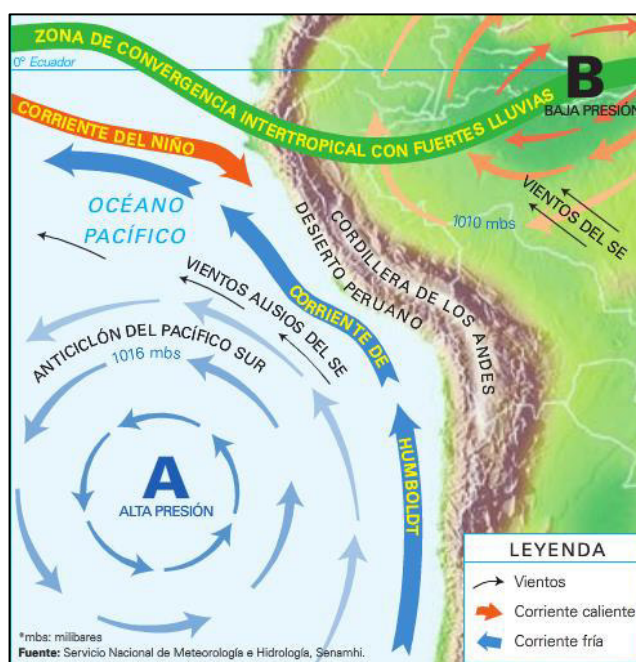 ZONA DE CONVERGENCIA INTERTROPICAL CON FUERTES LLUVIAS
0° Ecuador
B
BAJA PRESIÓN
CORRIENTE DEL NIÑO
OCÉANO
PACÍFICO
1010 mbs
VIENTOS DEL SE
CORDILLERA DE LOS ANDES
DESIERTO PERUANO
VIENTOS ALISIOS DEL SE
CORRIENTE DE
HUMBOLDT
ANTICICLÓN DEL PACÍFICO SUR
1016 mbs
A
ALTA PRESIÓN
LEYENDA
Vientos
Corriente caliente
Corriente fría
*mbs: milibares
Fuente: Servicio Nacional de Meteorología e Hidrología, Senamhi.